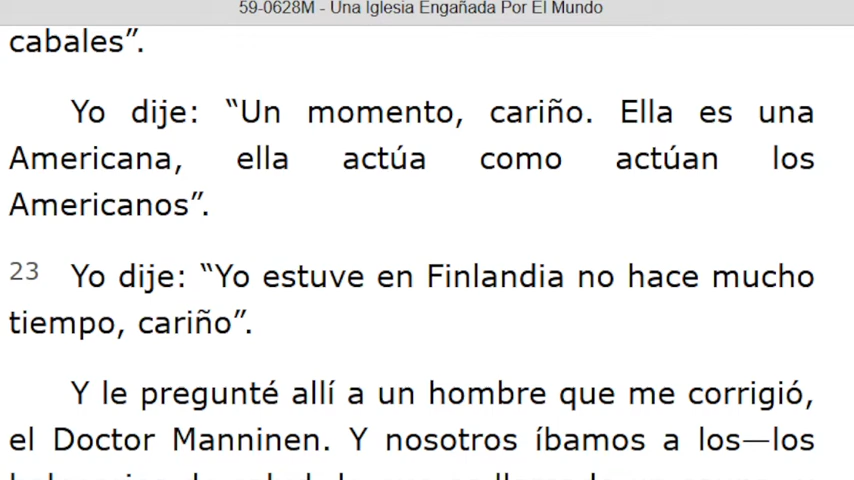 59-0628M - Una Iglesia Engañada Por El Mundo
cabales”.
Yo dije: “Un momento, cariño. Ella es una
Americana, ella actúa como actúan los
Americanos”.
23 Yo dije: “Yo estuve en Finlandia no hace mucho
tiempo, cariño”.
Y le pregunté allí a un hombre que me corrigió,
el Doctor Manninen. Y nosotros íbamos a los—los